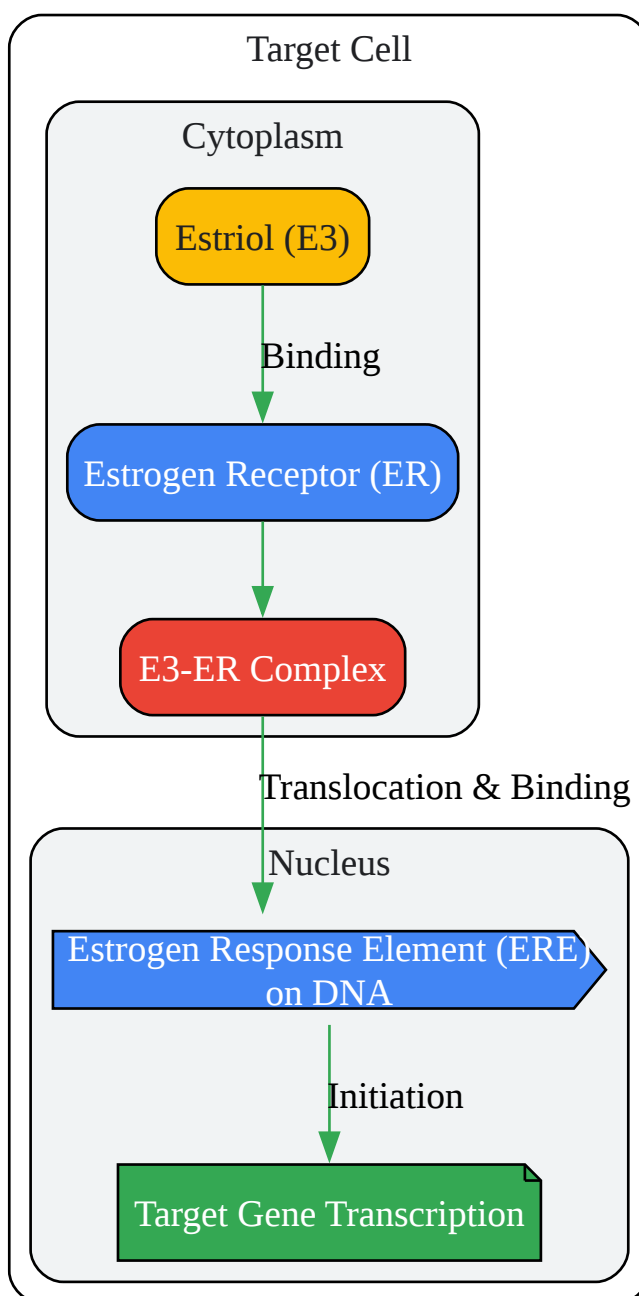 Target Cell
Cytoplasm
Estriol (E3)
Binding
Estrogen Receptor (ER)
E3-ER Complex
Translocation & Binding
Nucleus
Estrogen Response Element (ERE)
on DNA
Initiation
Target Gene Transcription